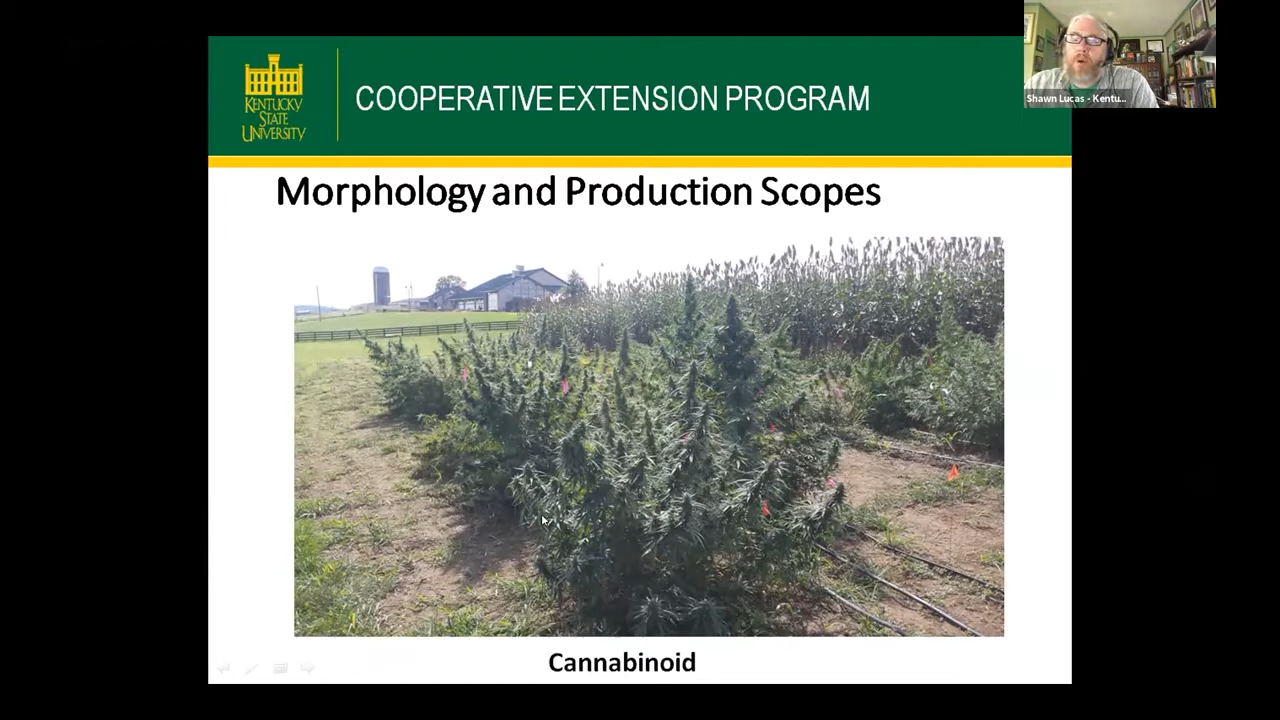 KENTUCKY
STATE
UNIVERSITY
COOPERATIVE EXTENSION PROGRAM
Shawn Lucas - Kentu...
Morphology and Production Scopes
Cannabinoid